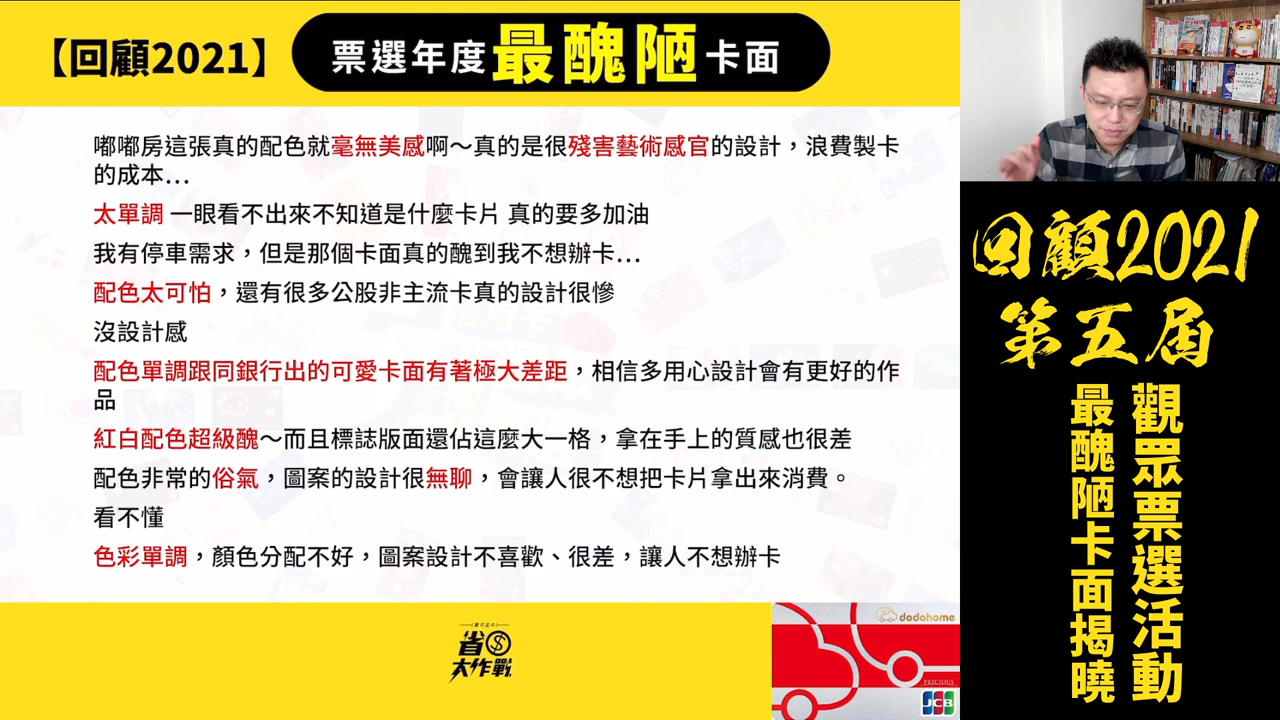 【回顧2021】
票選年度最醜陋卡面
嘟嘟房這張真的配色就毫無美感啊～真的是很殘害藝術感官的設計，浪費製卡
的成本...
太單調 一眼看不出來不知道是什麼卡片 真的要多加油
我有停車需求，但是那個卡面真的醜到我不想辦卡...
配色太可怕，還有很多公股非主流卡真的設計很慘
沒設計感
配色單調跟同銀行出的可愛卡面有著極大差距，相信多用心設計會有更好的作
品
紅白配色超級醜～而且標誌版面還佔這麼大一格，拿在手上的質感也很差
配色非常的俗氣，圖案的設計很無聊，會讓人很不想把卡片拿出來消費。
看不懂
色彩單調，顏色分配不好，圖案設計不喜歡、很差，讓人不想辦卡
省
大作戰
dodohome
PRECIOUS
JCB
回顧2021
第五屆
觀眾票選活動
最醜陋卡面揭曉